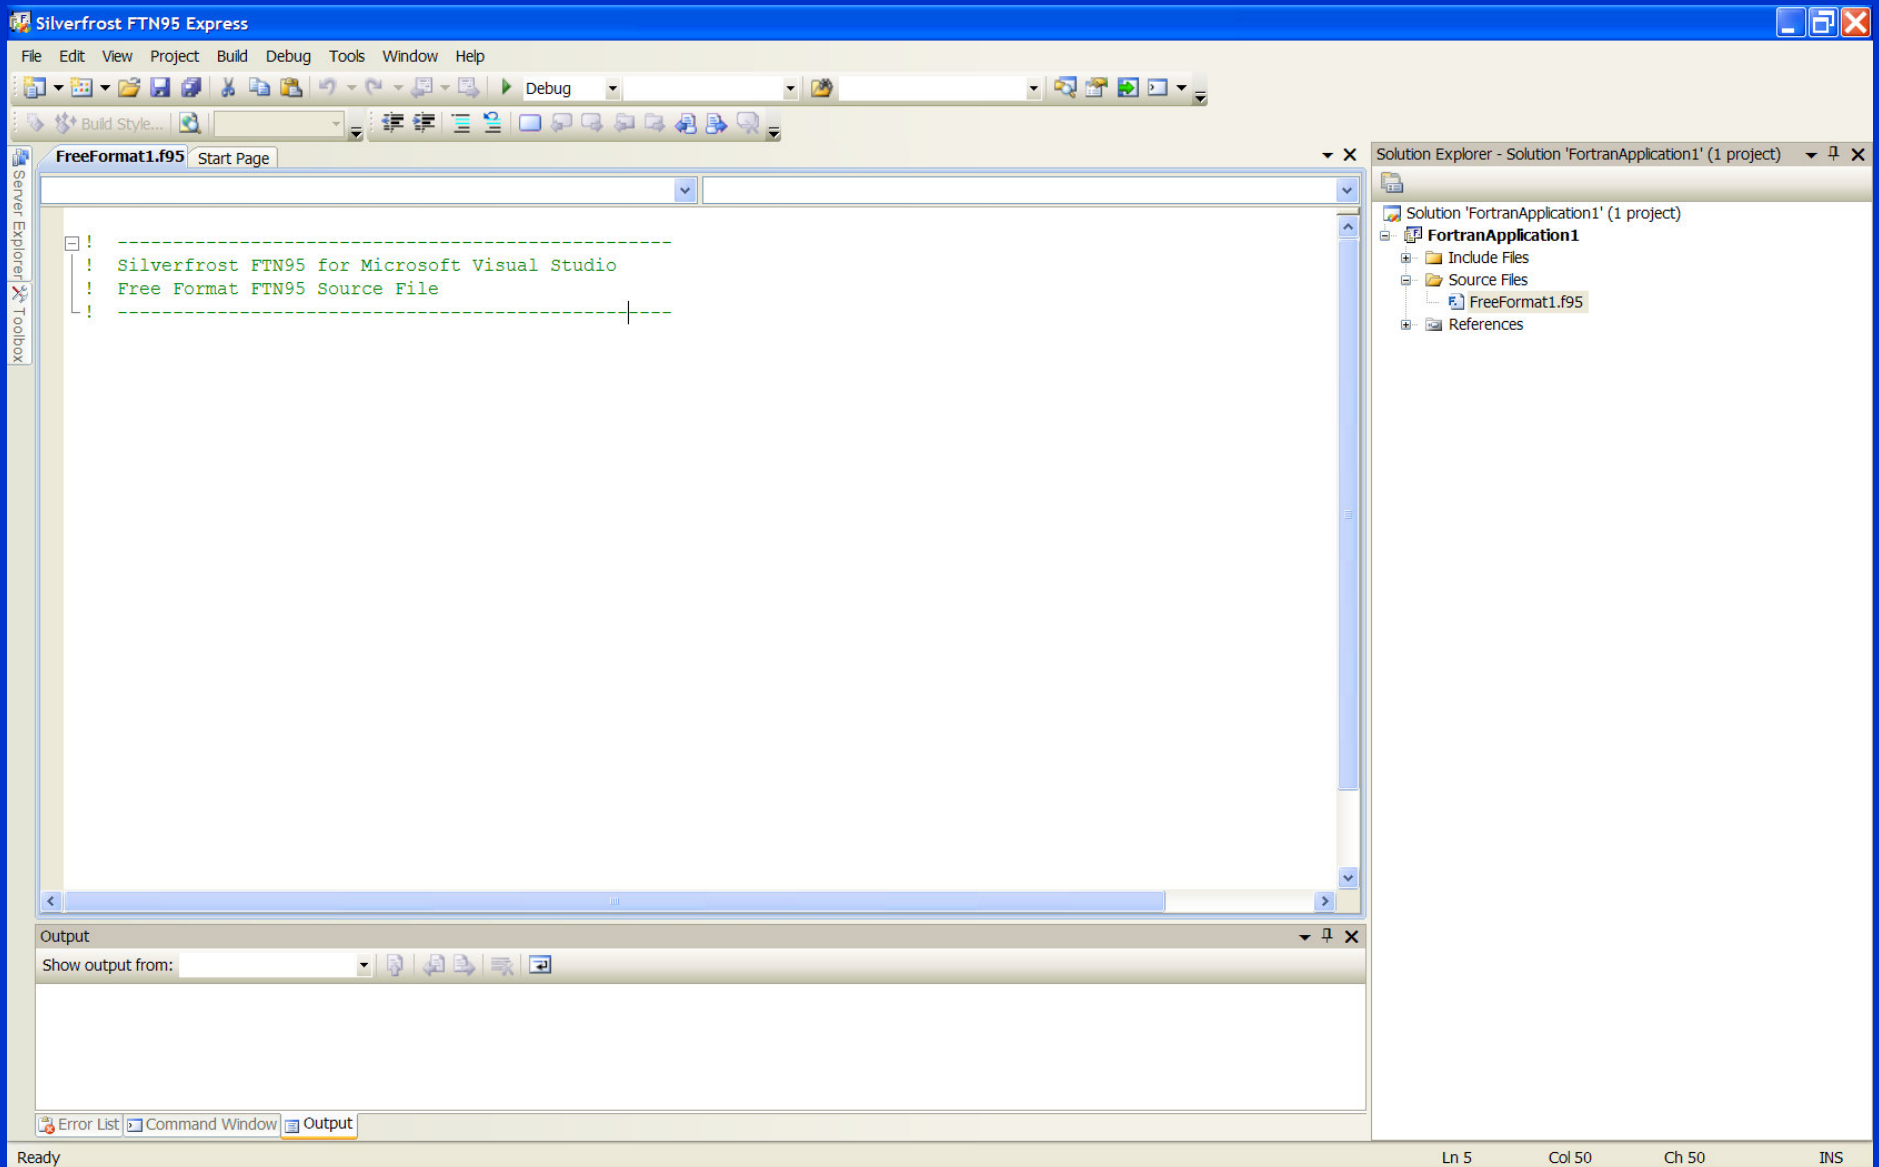 Silverfrost FTN95 Express
File Edit View Project Build Debug Tools Window Help
Debug
Build Style...
Server Explorer
Toolbox
FreeFormat1.f95 Start Page
! --------------------------------------------------
! Silverfrost FTN95 for Microsoft Visual Studio
! Free Format FTN95 Source File
! --------------------------------------------------
Solution Explorer - Solution 'FortranApplication1' (1 project)
Solution 'FortranApplication1' (1 project)
FortranApplication1
Include Files
Source Files
FreeFormat1.f95
References
Output
Show output from:
Error List Command Window Output
Ready Ln 5 Col 50 Ch 50 INS